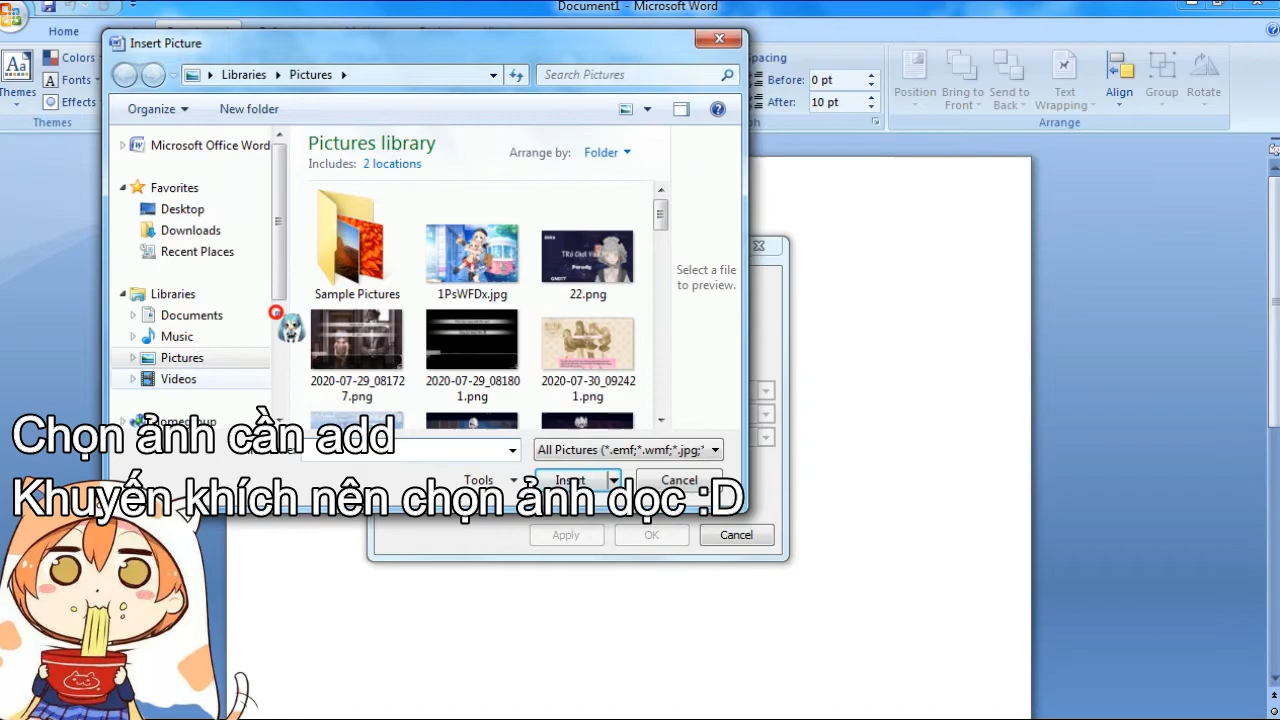 Document1 - Microsoft Word
Home
Insert Picture
Colors
Fonts
Effects
Themes
Themes
Libraries
Pictures
Search Pictures
Spacing
Before:
0 pt
After:
10 pt
Position
Bring to
Front
Send to
Back
Text
Wrapping
Align
Group
Rotate
Arrange
Organize
New folder
Microsoft Office Word
Favorites
Desktop
Downloads
Recent Places
Libraries
Documents
Music
Pictures
Videos
Pictures library
Includes: 2 locations
Arrange by:
Folder
Sample Pictures
1PsWFDx.jpg
22.png
2020-07-29_08172
7.png
2020-07-29_08180
1.png
2020-07-30_09242
1.png
Select a file
to preview.
Chọn ảnh cần add
All Pictures (*.emf;*.wmf;*.jpg;*
Tools
Insert
Cancel
Khuyến khích nên chọn ảnh dọc :D
Apply
OK
Cancel